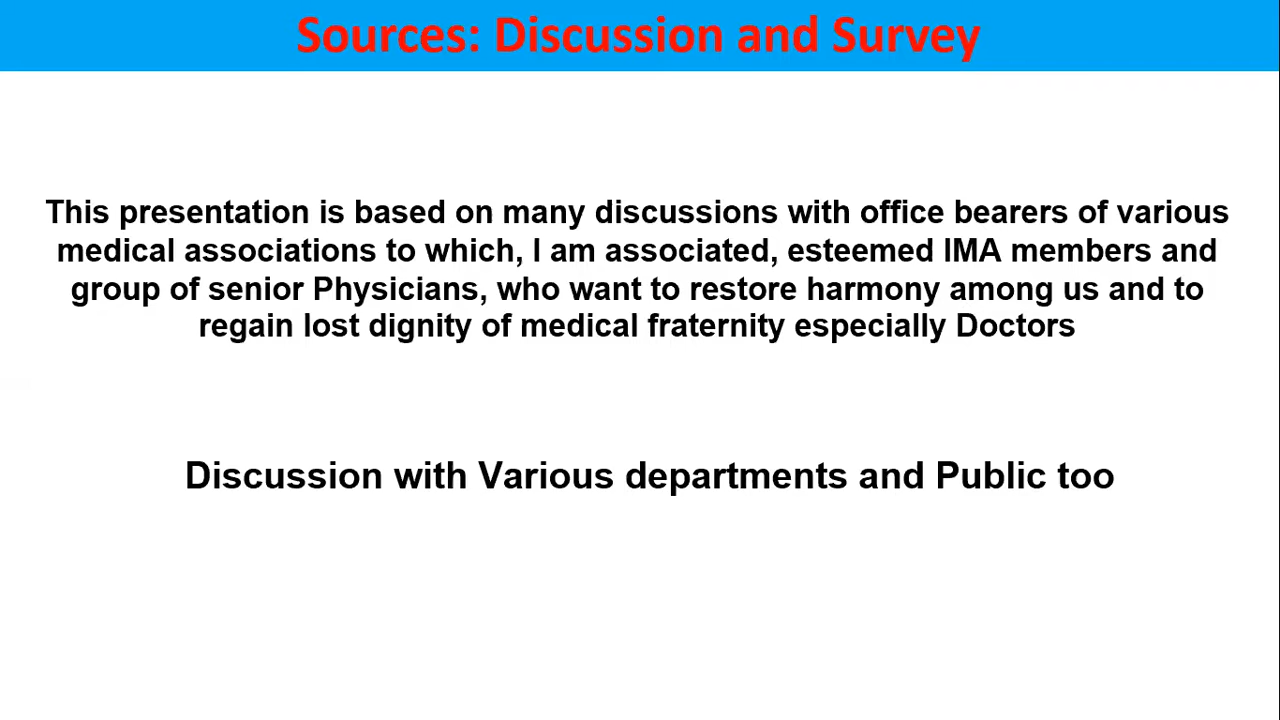 Sources: Discussion and Survey
This presentation is based on many discussions with office bearers of various
medical associations to which, I am associated, esteemed IMA members and
group of senior Physicians, who want to restore harmony among us and to
regain lost dignity of medical fraternity especially Doctors
Discussion with Various departments and Public too